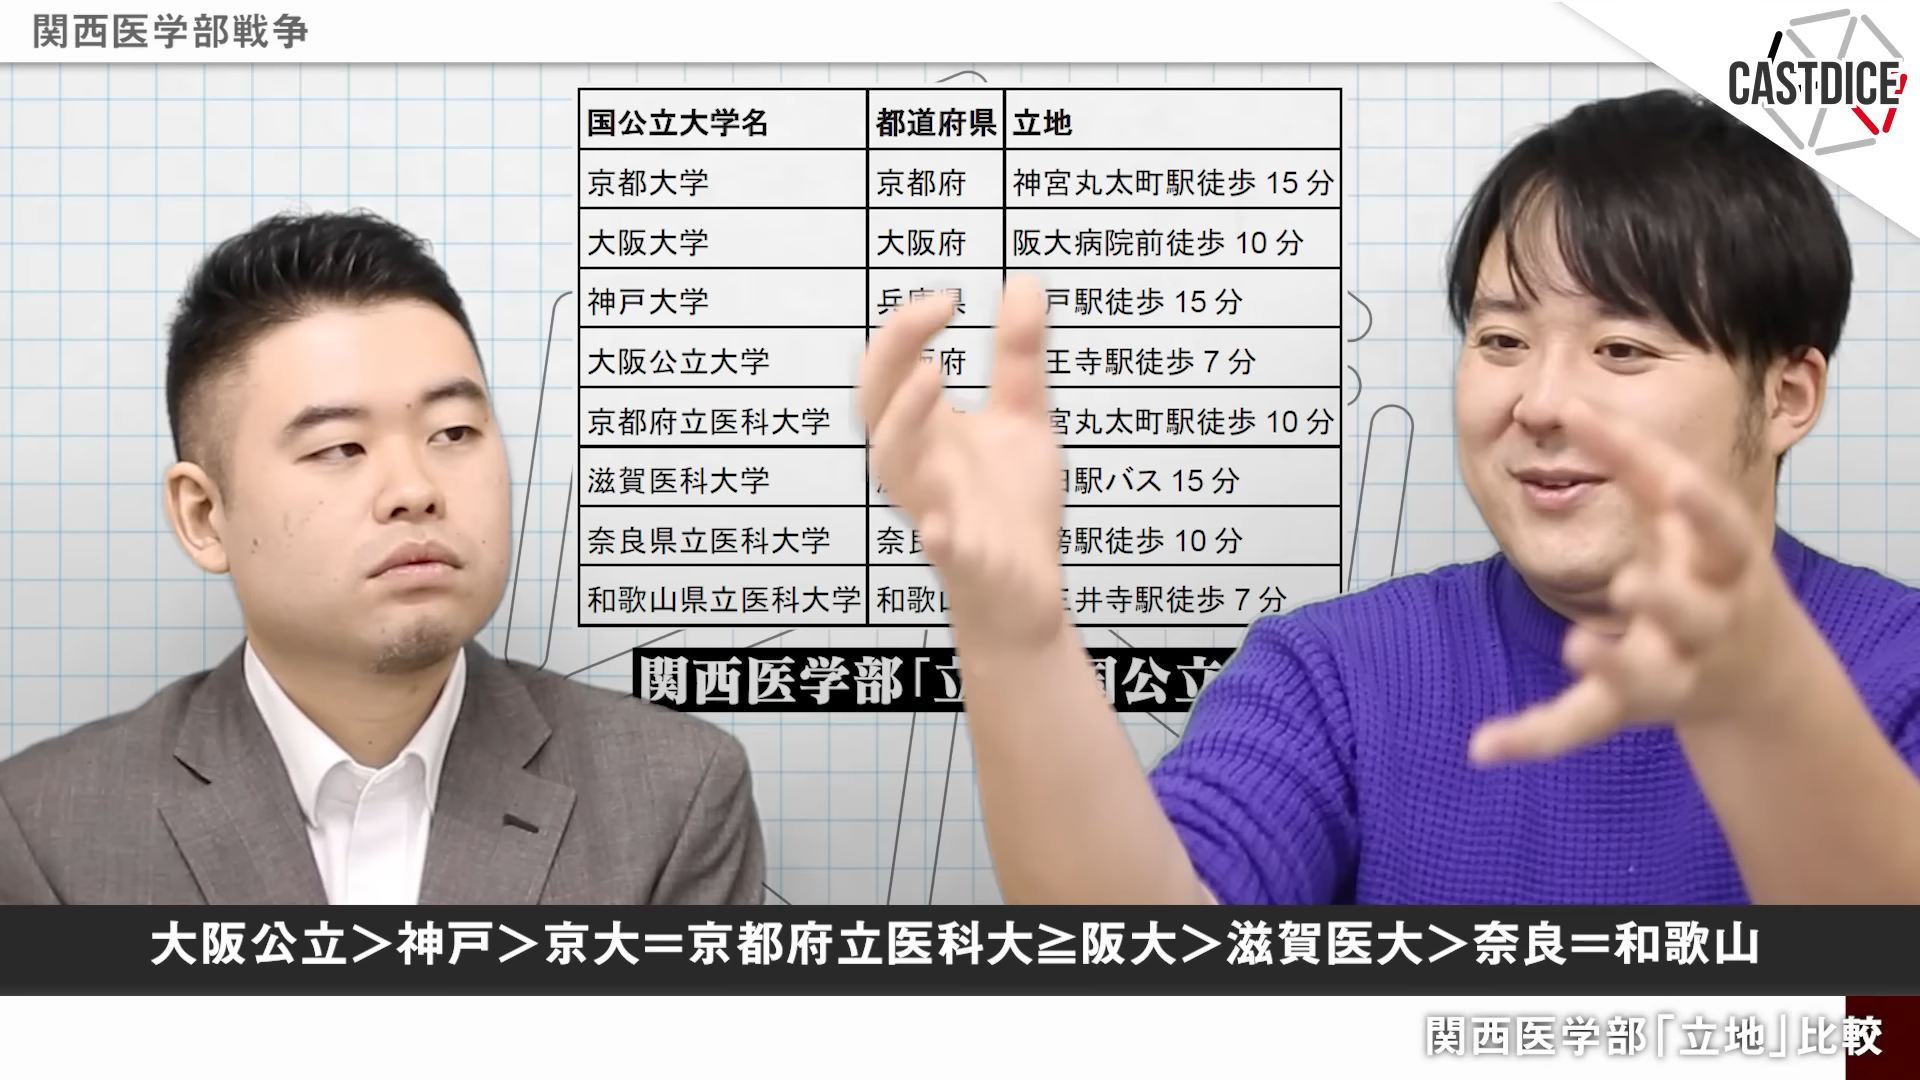 関西医学部戦争
CASTDICE
国公立大学名 都道府県 立地
京都大学 京都府 神宮丸太町駅徒歩 15 分
大阪大学 大阪府 阪大病院前徒歩 10 分
神戸大学 兵庫県 戸駅徒歩 15 分
大阪公立大学 阪府 王寺駅徒歩 7 分
京都府立医科大学 宮丸太町駅徒歩 10 分
滋賀医科大学 田駅バス 15 分
奈良県立医科大学 奈良 駅徒歩 10 分
和歌山県立医科大学 和歌山 三井寺駅徒歩 7 分
関西医学部「立 国公立
大阪公立＞神戸＞京大＝京都府立医科大≧阪大＞滋賀医大＞奈良＝和歌山
関西医学部「立地」比較